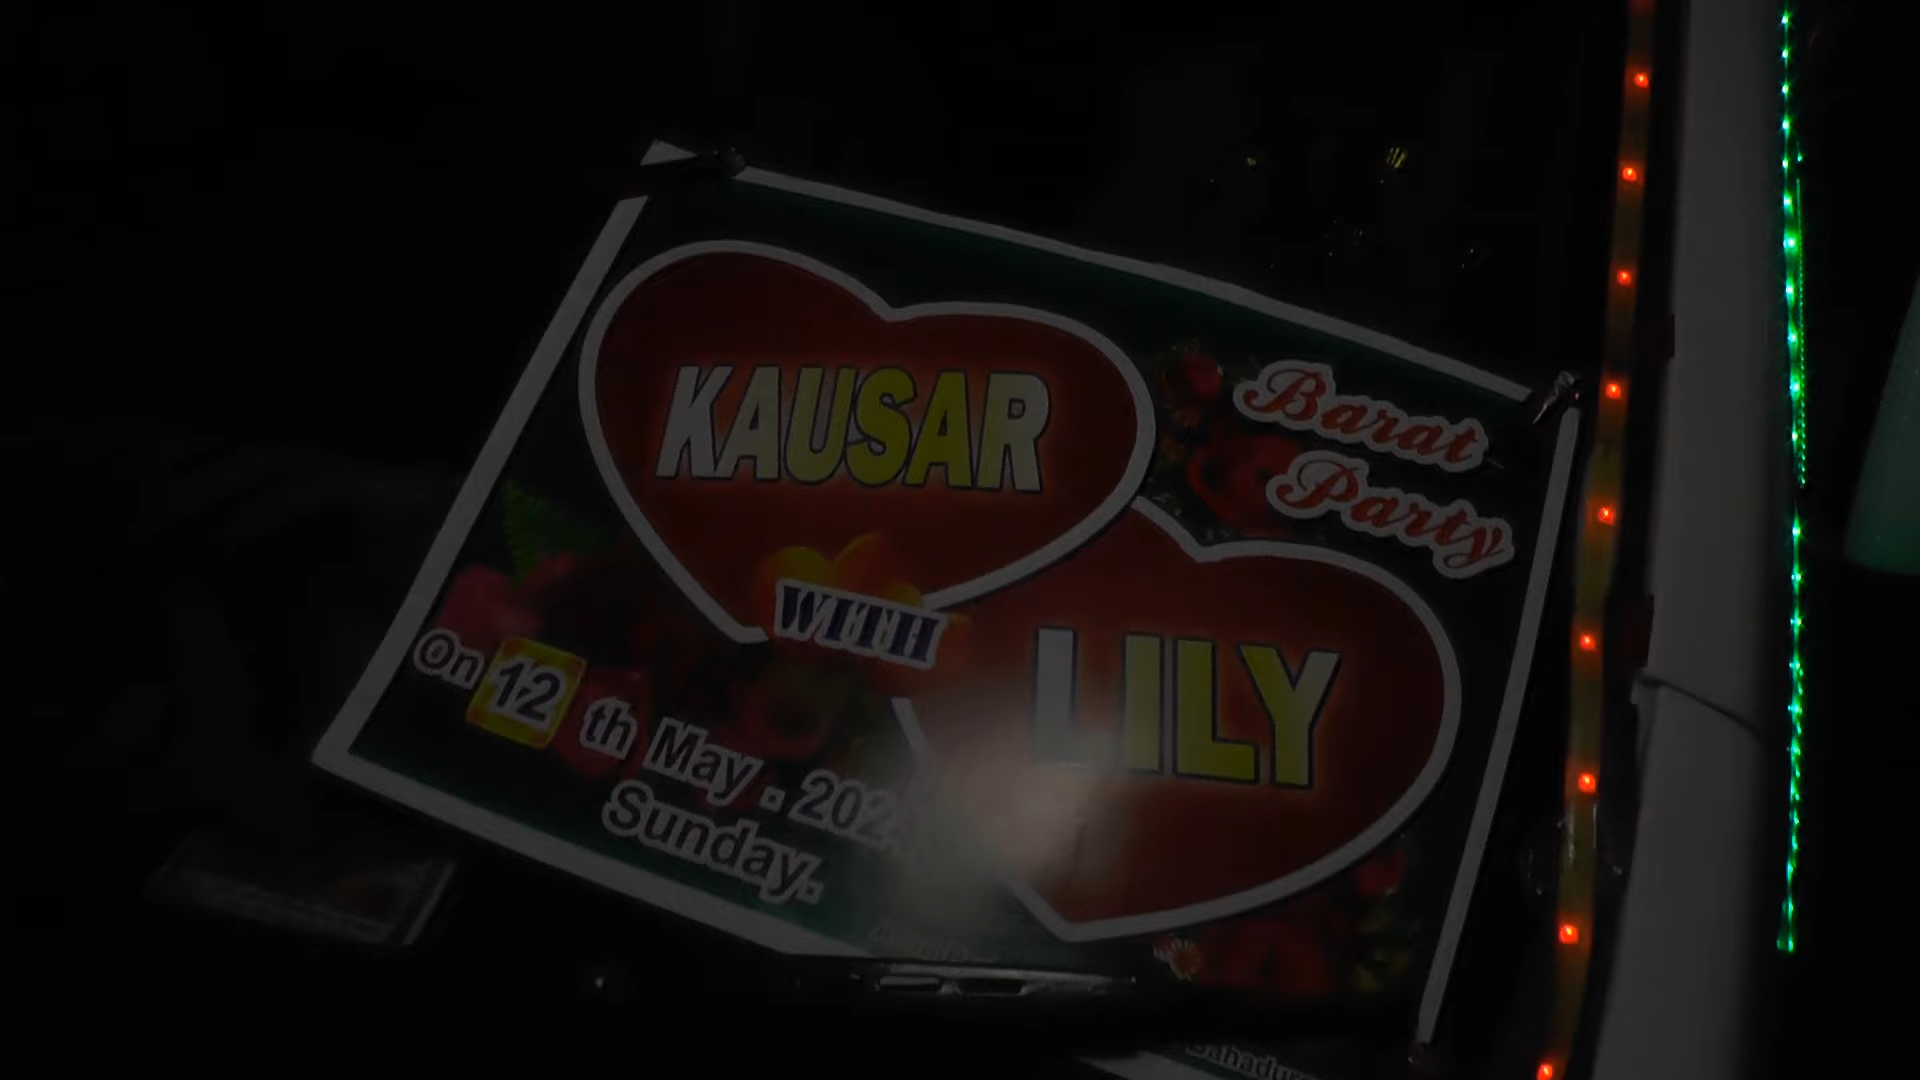 KAUSAR
Barat
Party
WITH
LILY
On 12 th May . 202
Sunday.